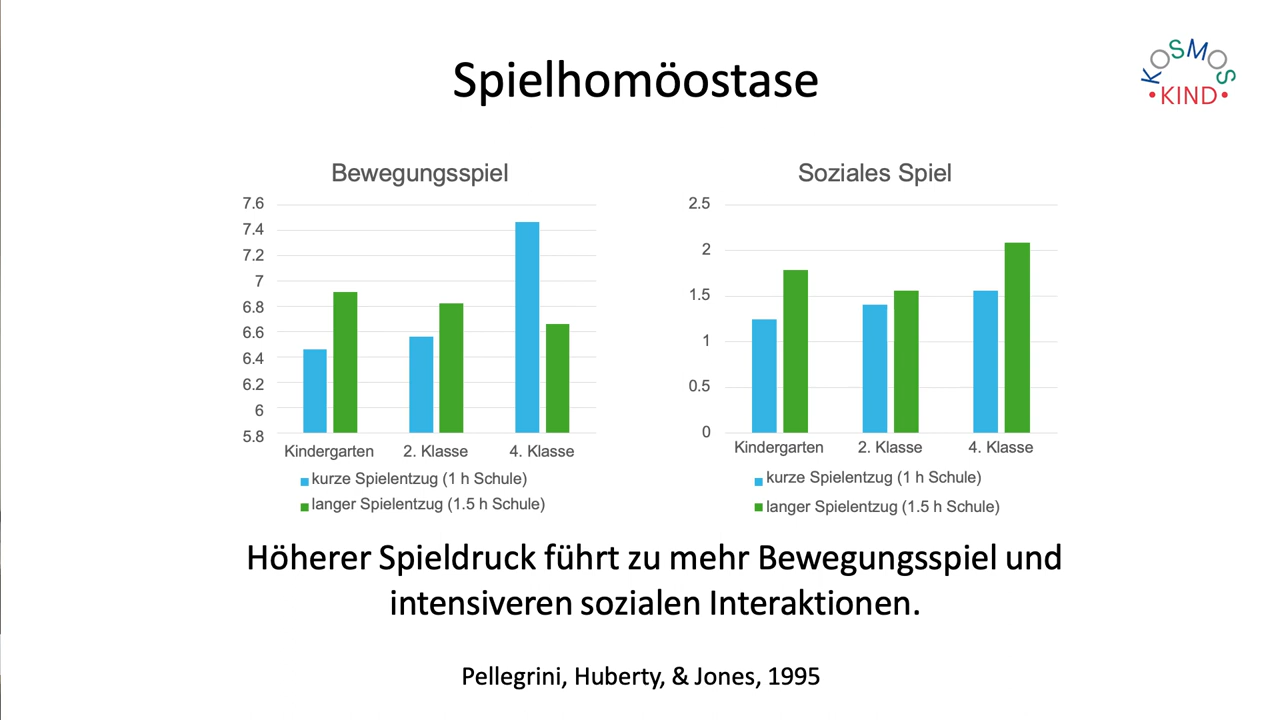 Spielhomöostase
KOSMOS
•KIND•
Bewegungsspiel
7.6
7.4
7.2
7
6.8
6.6
6.4
6.2
6
5.8
Kindergarten 2. Klasse 4. Klasse
kurze Spielentzug (1 h Schule)
langer Spielentzug (1.5 h Schule)
Soziales Spiel
2.5
2
1.5
1
0.5
0
Kindergarten 2. Klasse 4. Klasse
kurze Spielentzug (1 h Schule)
langer Spielentzug (1.5 h Schule)
Höherer Spieldruck führt zu mehr Bewegungsspiel und
intensiveren sozialen Interaktionen.
Pellegrini, Huberty, & Jones, 1995